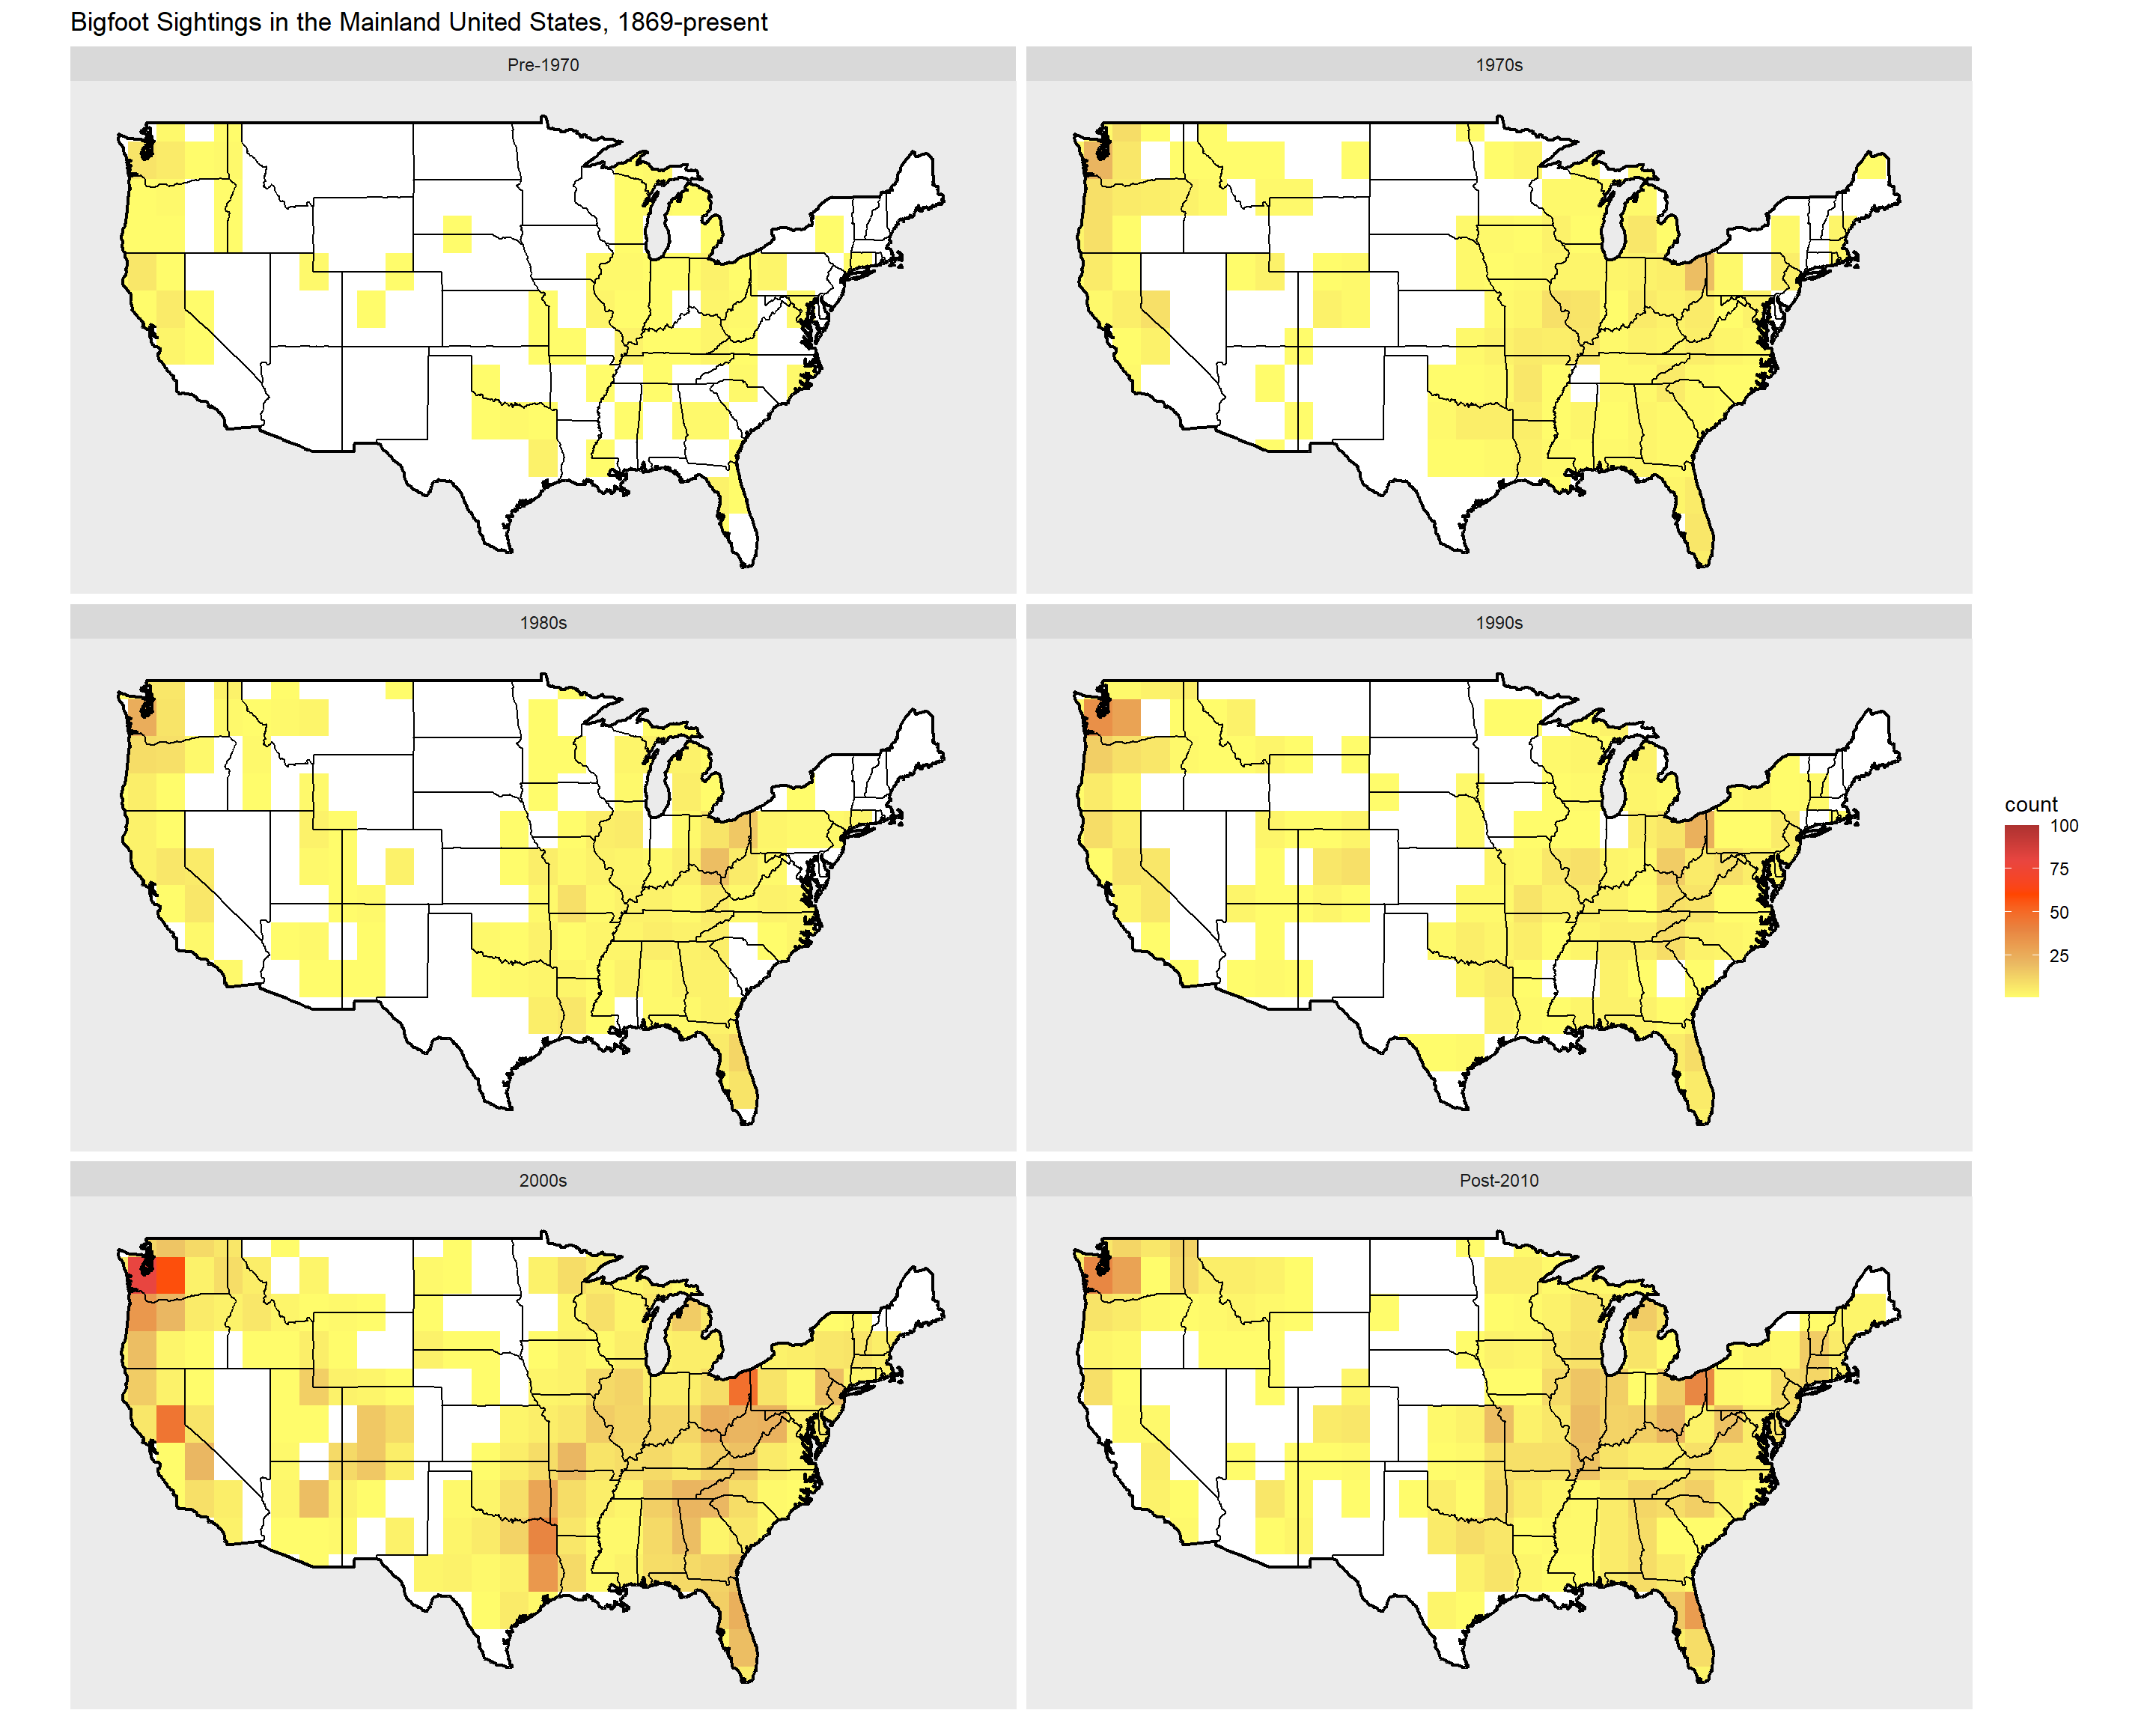 Bigfoot Sightings in the Mainland United States, 1869-present
Pre-1970
1970s
1980s
1990s
count
100
75
50
25
2000s
Post-2010